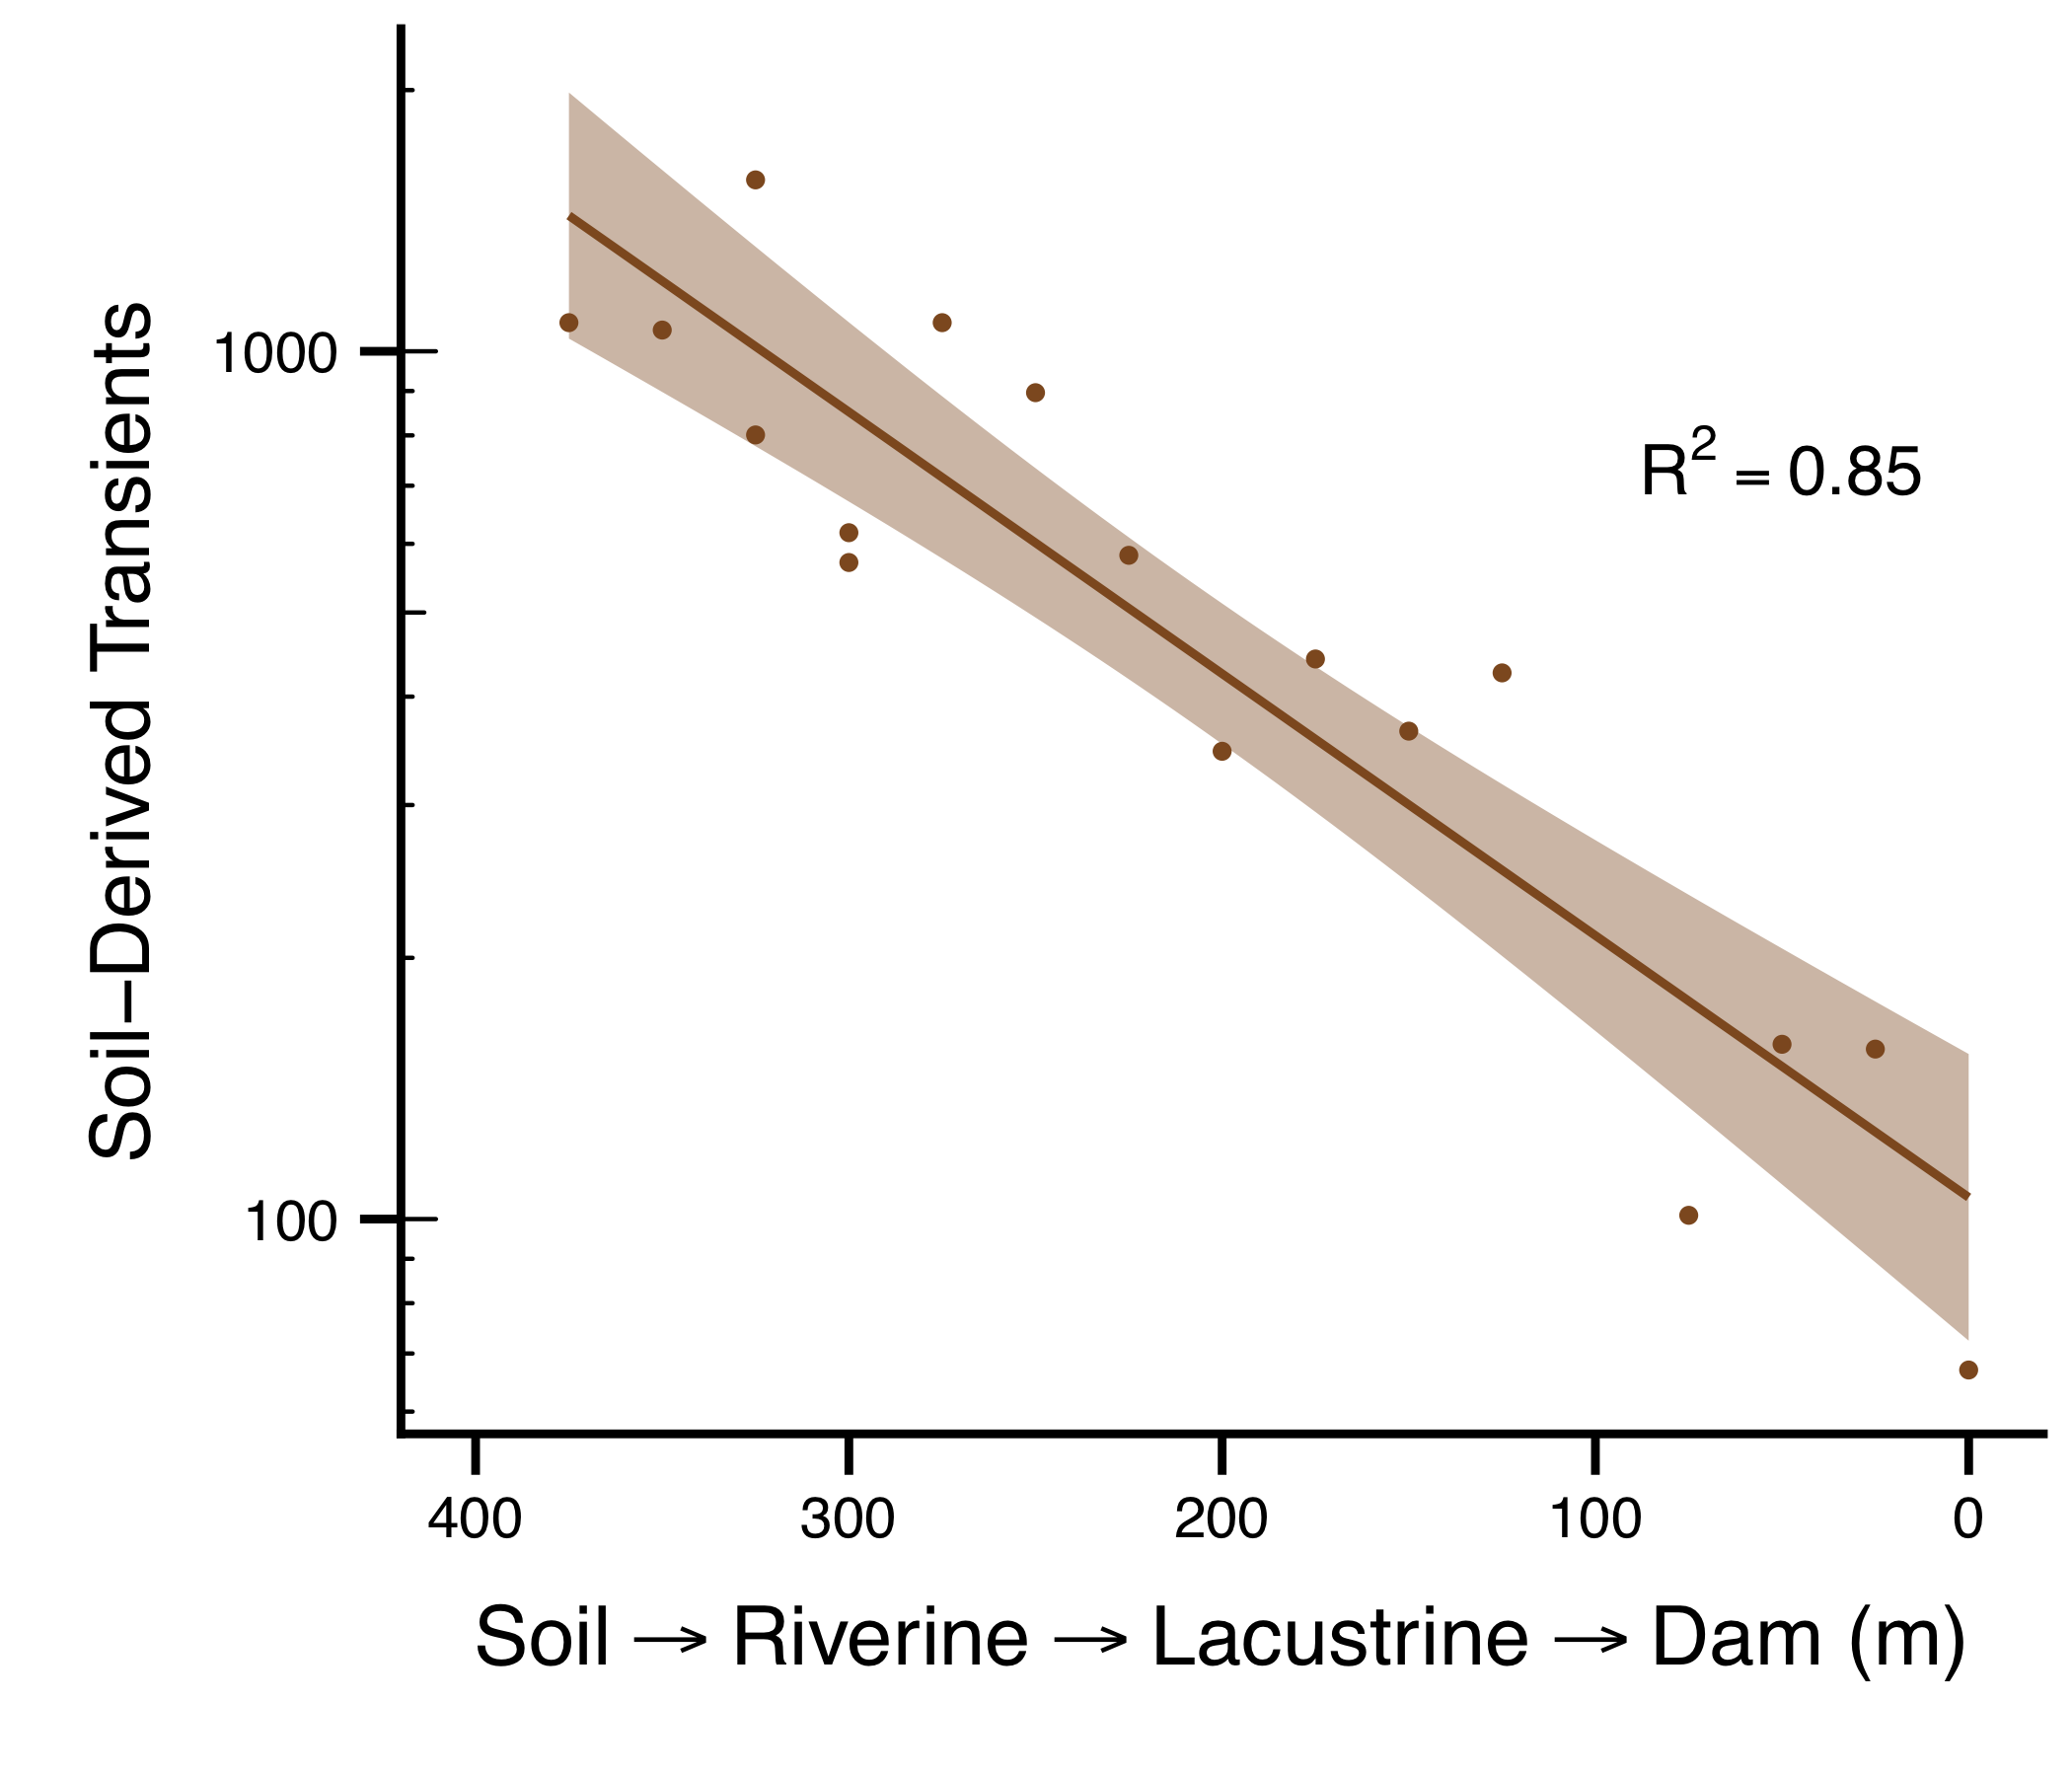 Soil–Derived Transients
1000
100
R² = 0.85
400 300 200 100 0
Soil → Riverine → Lacustrine → Dam (m)